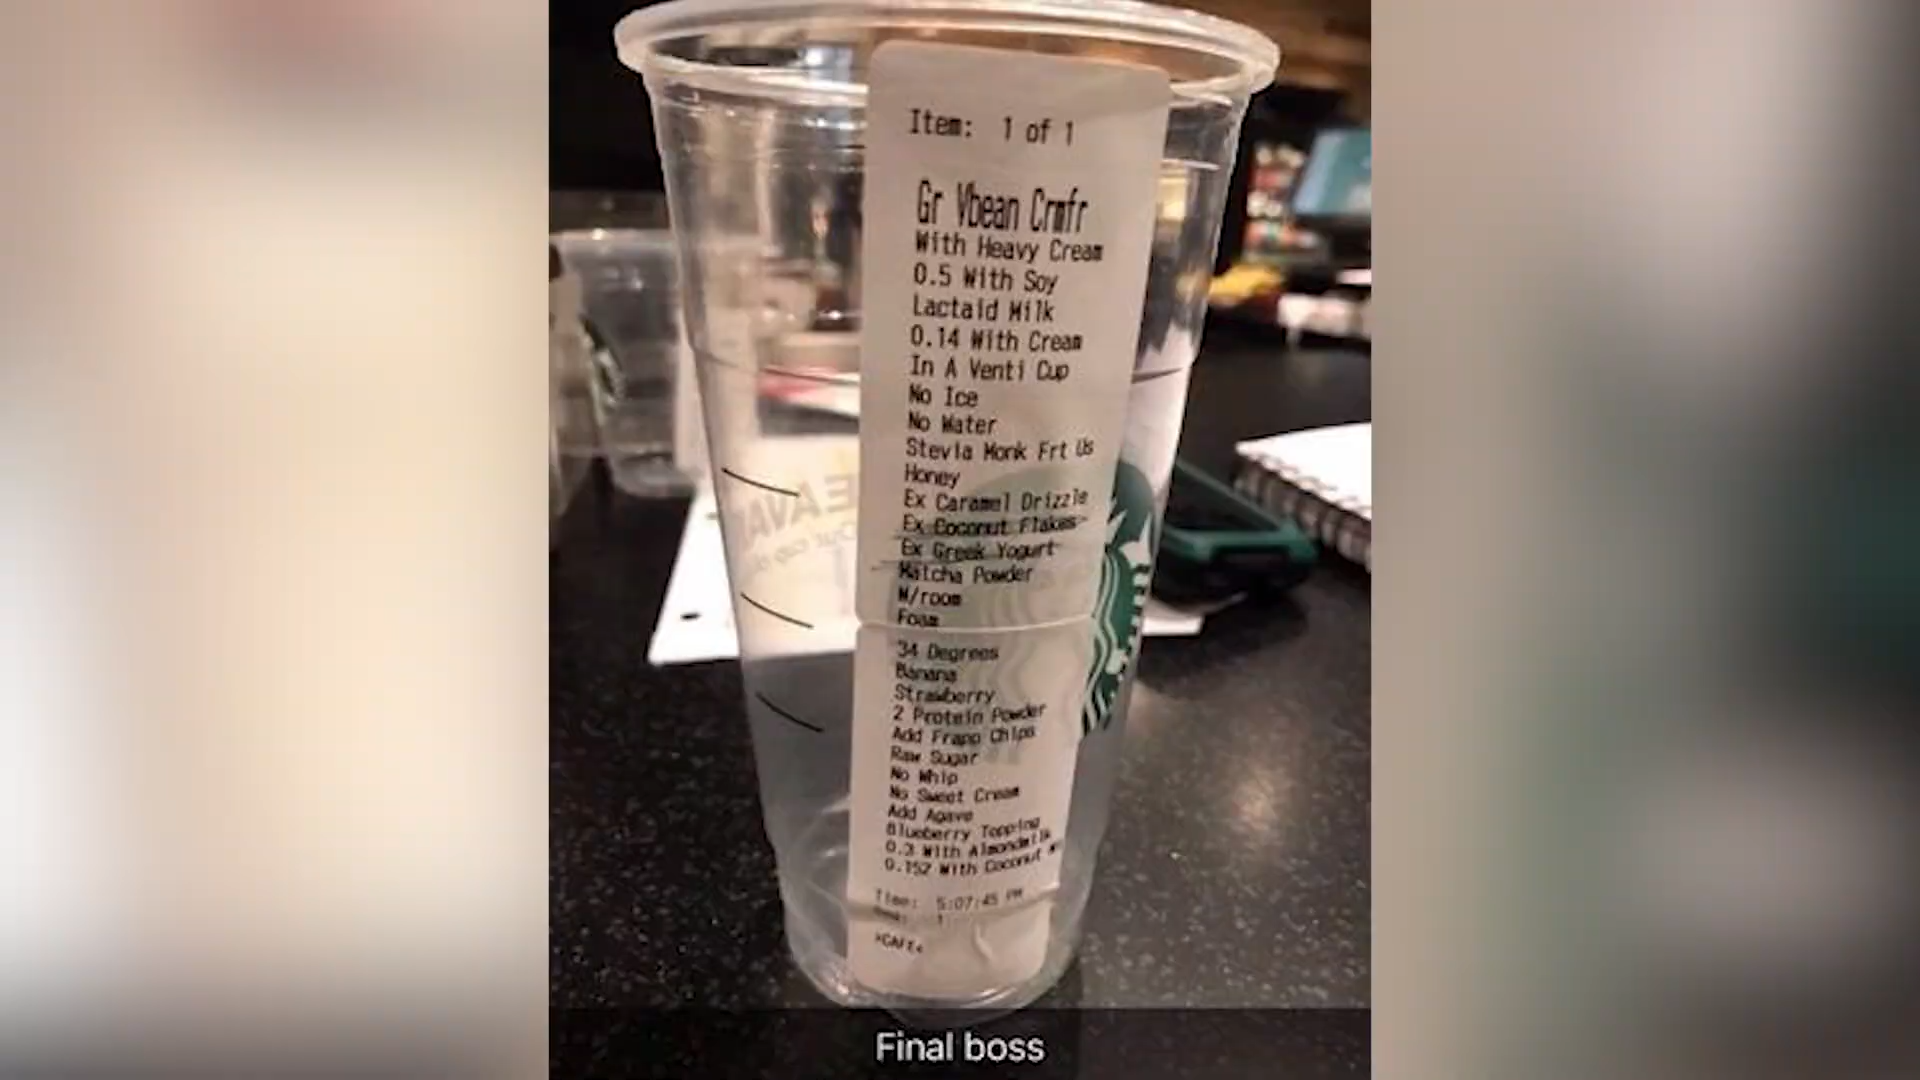 Item: 1 of 1
Gr Vbean Crmfr
With Heavy Cream
0.5 With Soy
Lactaid Milk
0.14 With Cream
In A Venti Cup
No Ice
No Water
Stevia Monk Frt Us
Honey
Ex Caramel Drizzle
Ex Coconut Flakes
Ex Greek Yogurt
Matcha Powder
W/room
Foam
34 Degrees
Banana
Strawberry
2 Protein Powder
Add Frapp Chips
Raw Sugar
No Whip
No Sweet Cream
Add Agave
Blueberry Topping
0.3 With Almondmilk
0.152 With Coconut
Time: 5:07:45 PM
Reg: 1
>CAFE<
Final boss